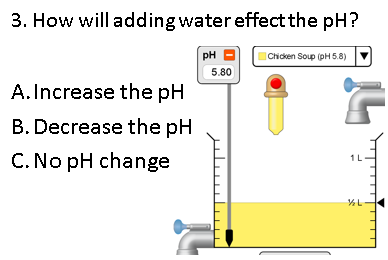 3. How will adding water effect the pH?
pH
Chicken Soup (pH 5.8)
5.80
A. Increase the pH
B. Decrease the pH
C. No pH change
1 L
½ L